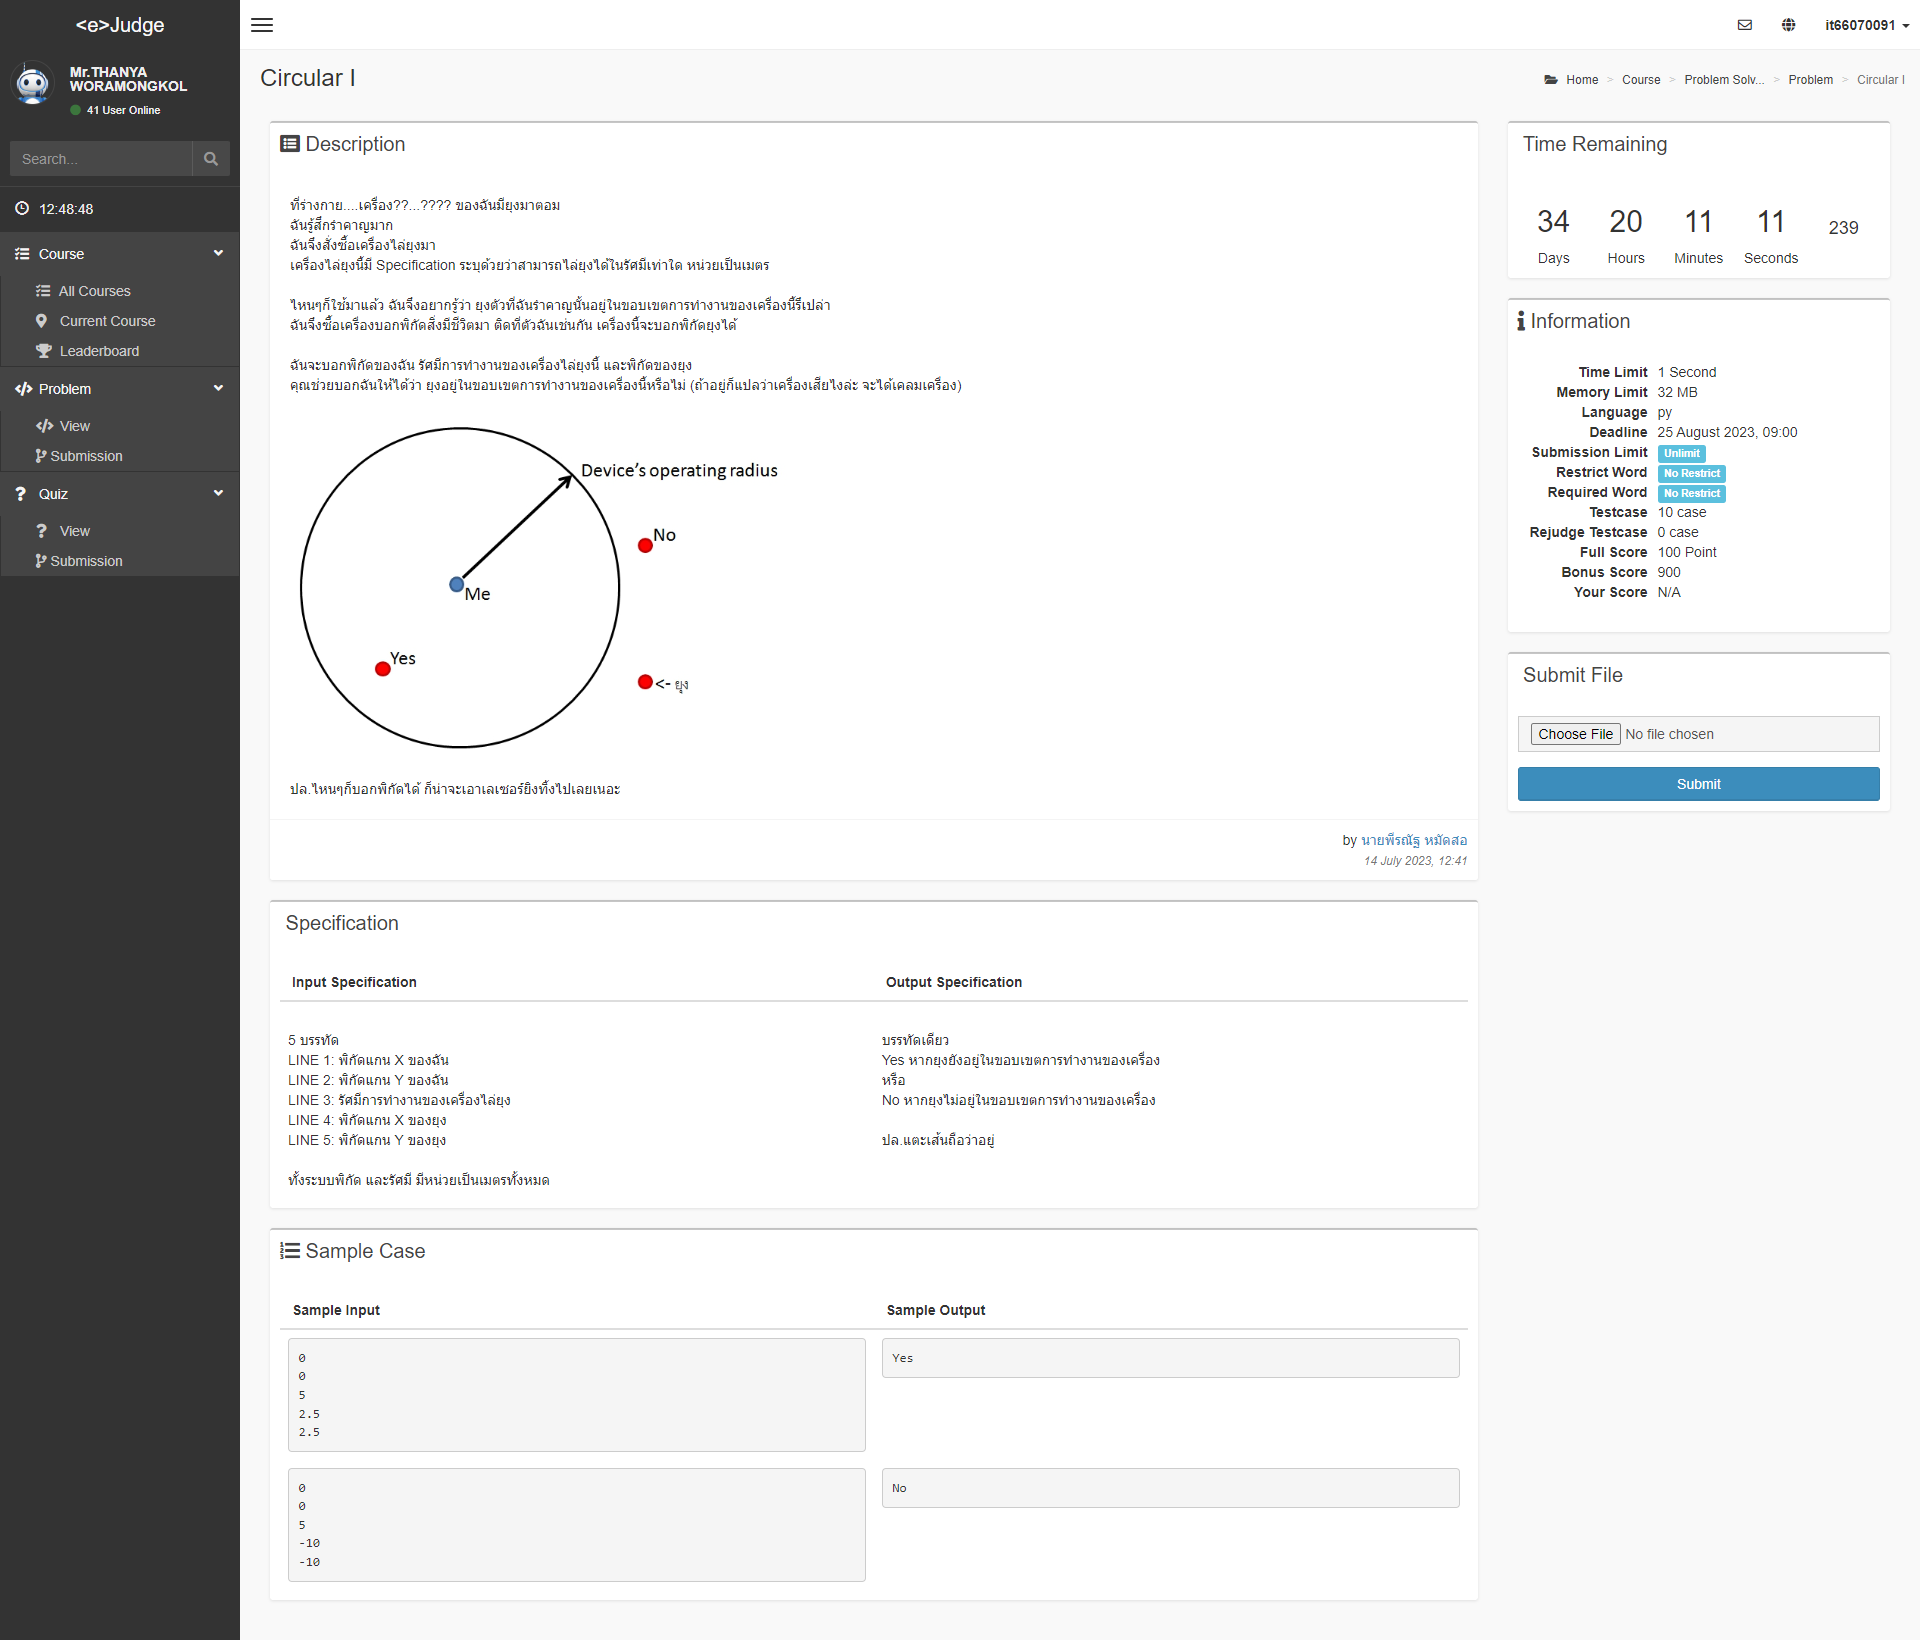 <e>Judge
it66070091
Mr.THANYA
WORAMONGKOL
41 User Online
Search...
12:48:48
Course
All Courses
Current Course
Leaderboard
Problem
View
Submission
Quiz
View
Submission
Circular I
Home > Course > Problem Solv... > Problem > Circular I
Description
ที่ร่างกาย....เครื่อง??...???? ของฉันมียุงมาตอม
ฉันรู้สึกรำคาญมาก
ฉันจึงสั่งซื้อเครื่องไล่ยุงมา
เครื่องไล่ยุงนี้มี Specification ระบุด้วยว่าสามารถไล่ยุงได้ในรัศมีเท่าใด หน่วยเป็นเมตร
ไหนๆก็ใช้มาแล้ว ฉันจึงอยากรู้ว่า ยุงตัวที่ฉันรำคาญนั้นอยู่ในขอบเขตการทำงานของเครื่องนี้รึเปล่า
ฉันจึงซื้อเครื่องบอกพิกัดสิ่งมีชีวิตมา ติดที่ตัวฉันเช่นกัน เครื่องนี้จะบอกพิกัดยุงได้
ฉันจะบอกพิกัดของฉัน รัศมีการทำงานของเครื่องไล่ยุงนี้ และพิกัดของยุง
คุณช่วยบอกฉันให้ได้ว่า ยุงอยู่ในขอบเขตการทำงานของเครื่องนี้หรือไม่ (ถ้าอยู่ก็แปลว่าเครื่องเสียไงล่ะ จะได้เคลมเครื่อง)
Device's operating radius
No
Me
Yes
<- ยุง
ปล.ไหนๆก็บอกพิกัดได้ ก็น่าจะเอาเลเซอร์ยิงทิ้งไปเลยเนอะ
by นายพีรณัฐ หมัดสอ
14 July 2023, 12:41
Specification
Input Specification
Output Specification
5 บรรทัด
LINE 1: พิกัดแกน X ของฉัน
LINE 2: พิกัดแกน Y ของฉัน
LINE 3: รัศมีการทำงานของเครื่องไล่ยุง
LINE 4: พิกัดแกน X ของยุง
LINE 5: พิกัดแกน Y ของยุง
ทั้งระบบพิกัด และรัศมี มีหน่วยเป็นเมตรทั้งหมด
บรรทัดเดียว
Yes หากยุงยังอยู่ในขอบเขตการทำงานของเครื่อง
หรือ
No หากยุงไม่อยู่ในขอบเขตการทำงานของเครื่อง
ปล.แตะเส้นถือว่าอยู่
Sample Case
Sample Input
Sample Output
0
0
5
2.5
2.5
Yes
0
0
5
-10
-10
No
Time Remaining
34 20 11 11 239
Days Hours Minutes Seconds
Information
Time Limit 1 Second
Memory Limit 32 MB
Language py
Deadline 25 August 2023, 09:00
Submission Limit Unlimit
Restrict Word No Restrict
Required Word No Restrict
Testcase 10 case
Rejudge Testcase 0 case
Full Score 100 Point
Bonus Score 900
Your Score N/A
Submit File
Choose File No file chosen
Submit